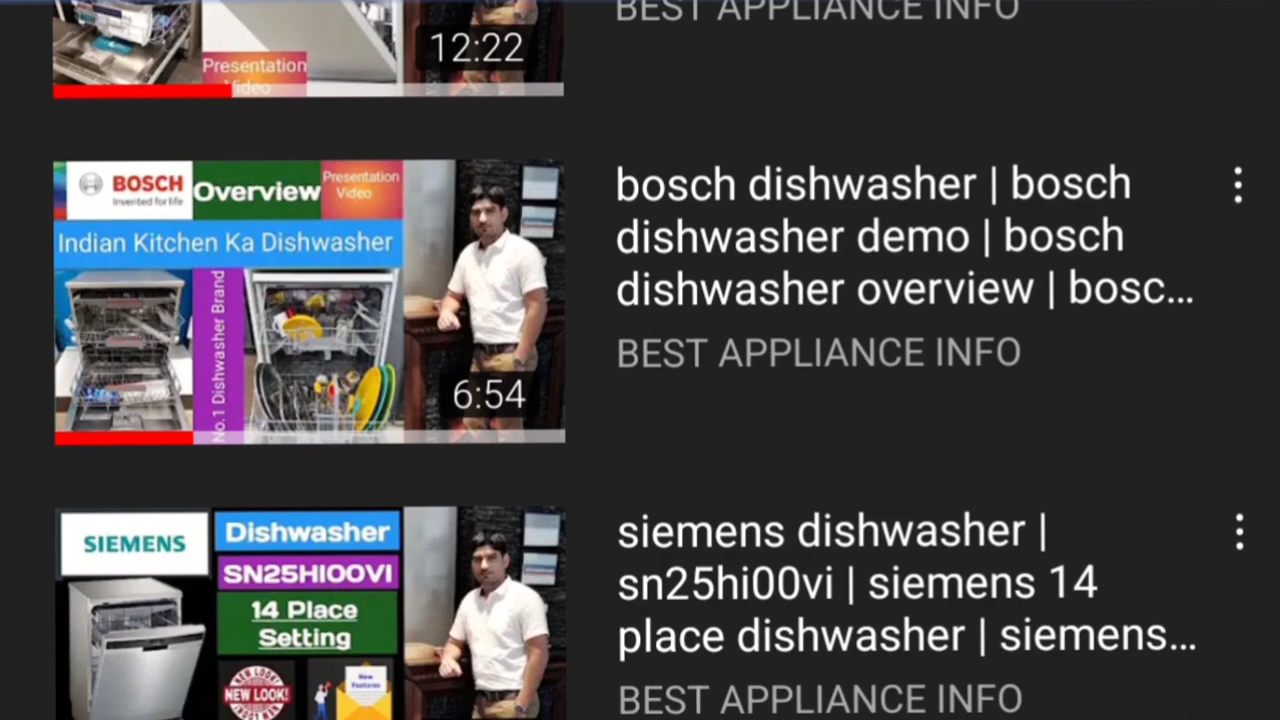 BEST APPLIANCE INFO
12:22
Presentation
Video
BOSCH
Invented for life
Overview
Presentation
Video
Indian Kitchen Ka Dishwasher
No.1 Dishwasher Brand
6:54
bosch dishwasher | bosch
dishwasher demo | bosch
dishwasher overview | bosc...
BEST APPLIANCE INFO
SIEMENS
Dishwasher
SN25HI00VI
14 Place
Setting
NEW LOOK!
New
Features
siemens dishwasher |
sn25hi00vi | siemens 14
place dishwasher | siemens...
BEST APPLIANCE INFO